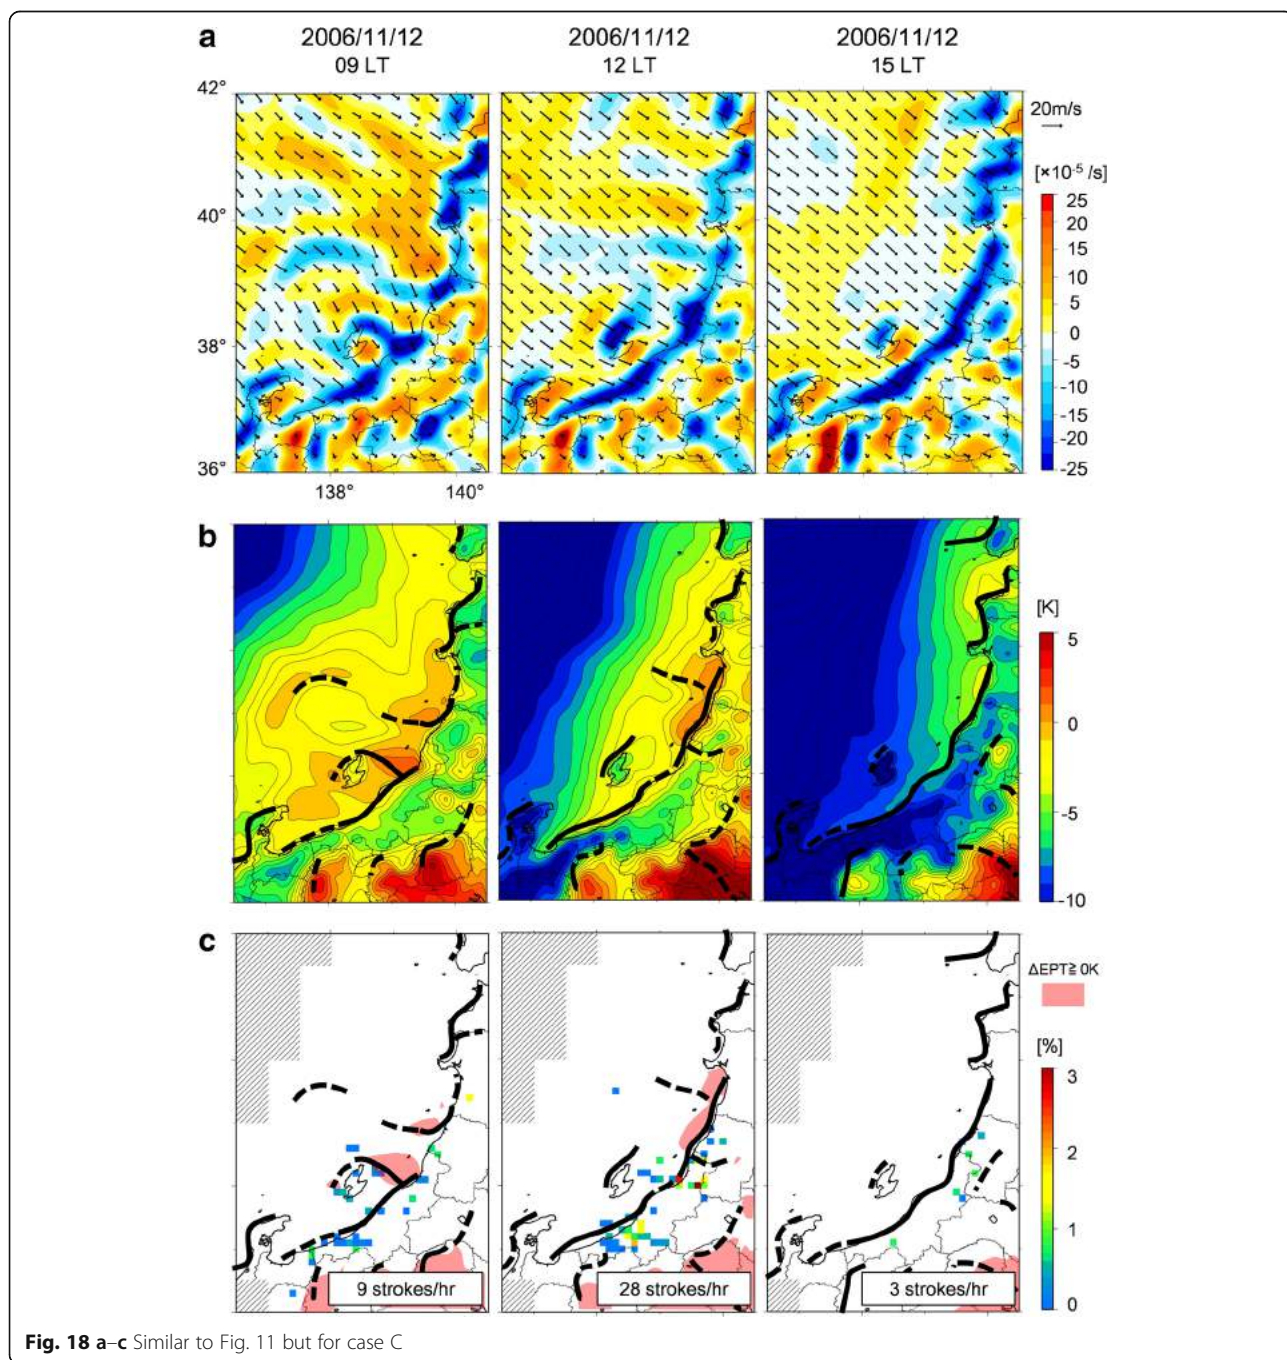 a
2006/11/12
09 LT
2006/11/12
12 LT
2006/11/12
15 LT
42°
40°
38°
36°
138°
140°
20m/s
[×10⁻⁵ /s]
25
20
15
10
5
0
-5
-10
-15
-20
-25
b
[K]
5
0
-5
-10
c
ΔEPT≧ 0K
[%]
3
2
1
0
9 strokes/hr
28 strokes/hr
3 strokes/hr
Fig. 18 a–c Similar to Fig. 11 but for case C